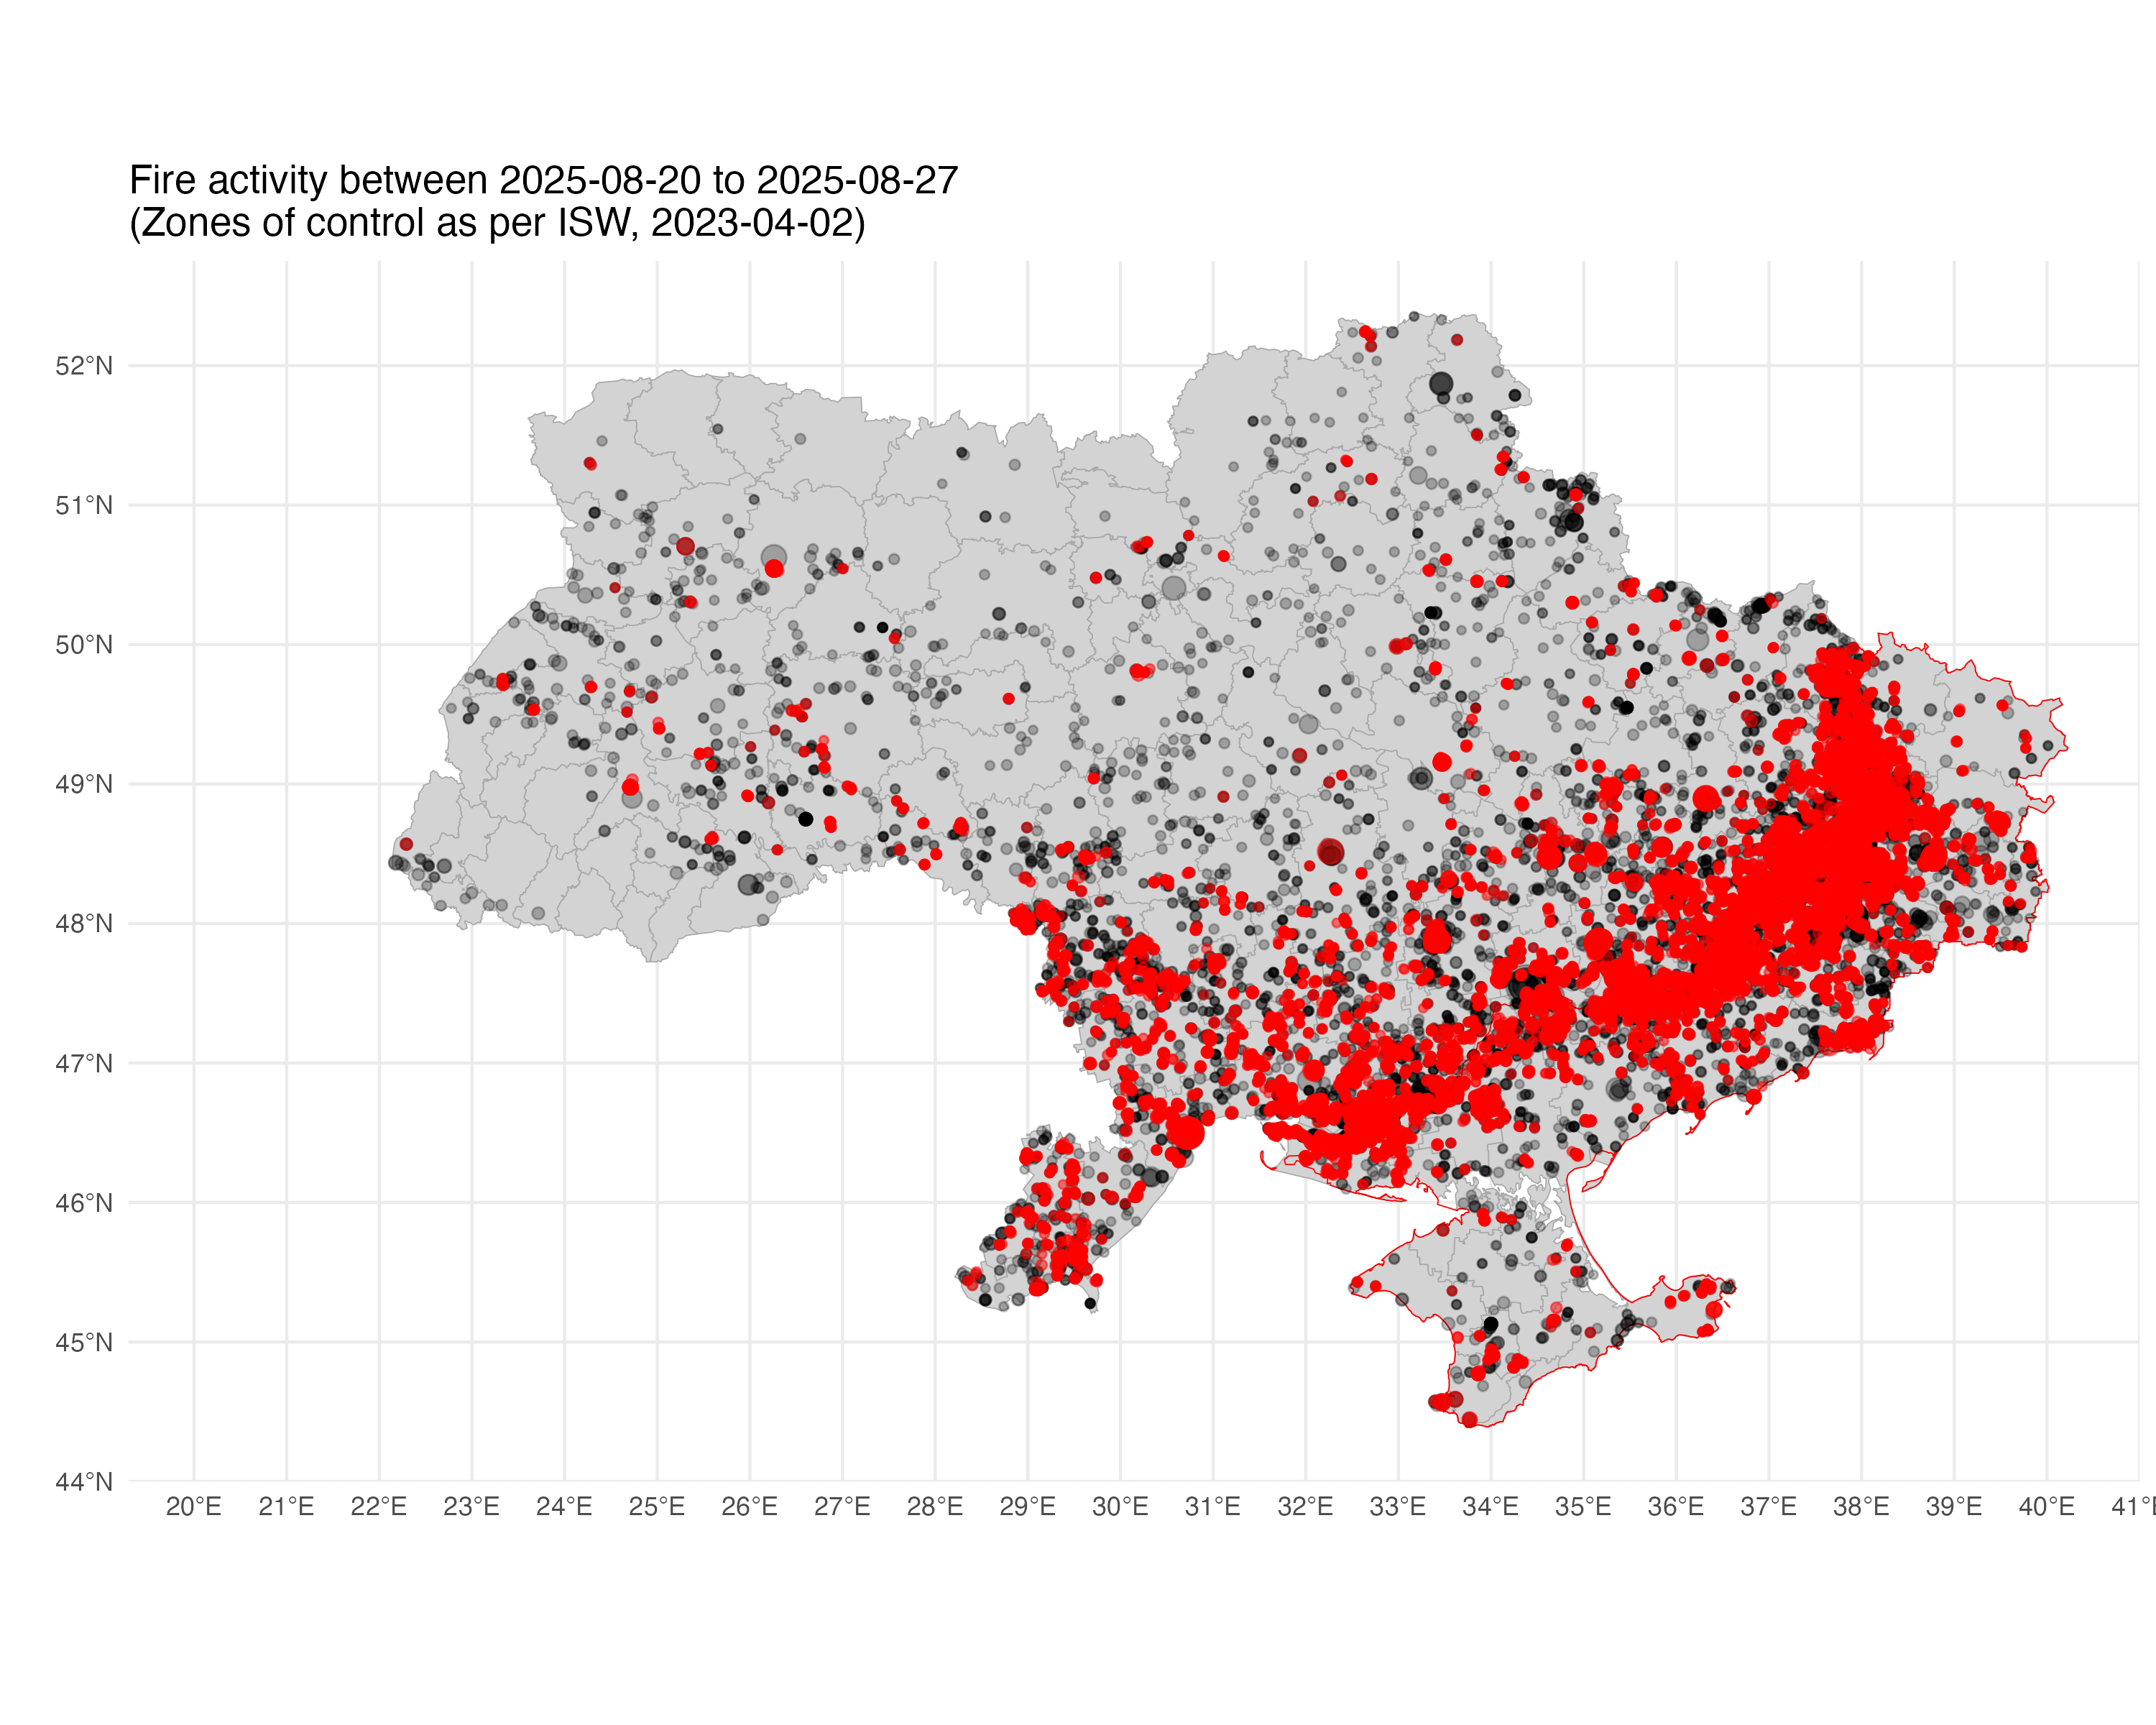 Fire activity between 2025-08-20 to 2025-08-27
(Zones of control as per ISW, 2023-04-02)
52°N
51°N
50°N
49°N
48°N
47°N
46°N
45°N
44°N
20°E 21°E 22°E 23°E 24°E 25°E 26°E 27°E 28°E 29°E 30°E 31°E 32°E 33°E 34°E 35°E 36°E 37°E 38°E 39°E 40°E 41°E